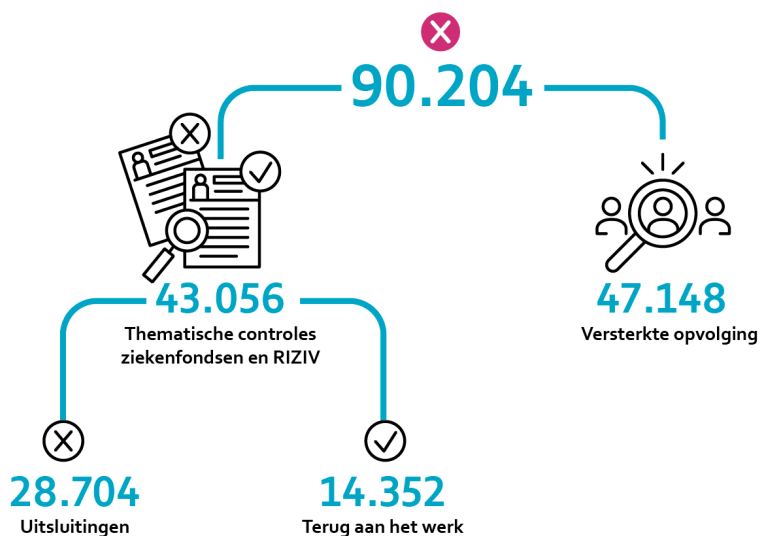 90.204
43.056
Thematische controles
ziekenfondsen en RIZIV
47.148
Versterkte opvolging
28.704
Uitsluitingen
14.352
Terug aan het werk